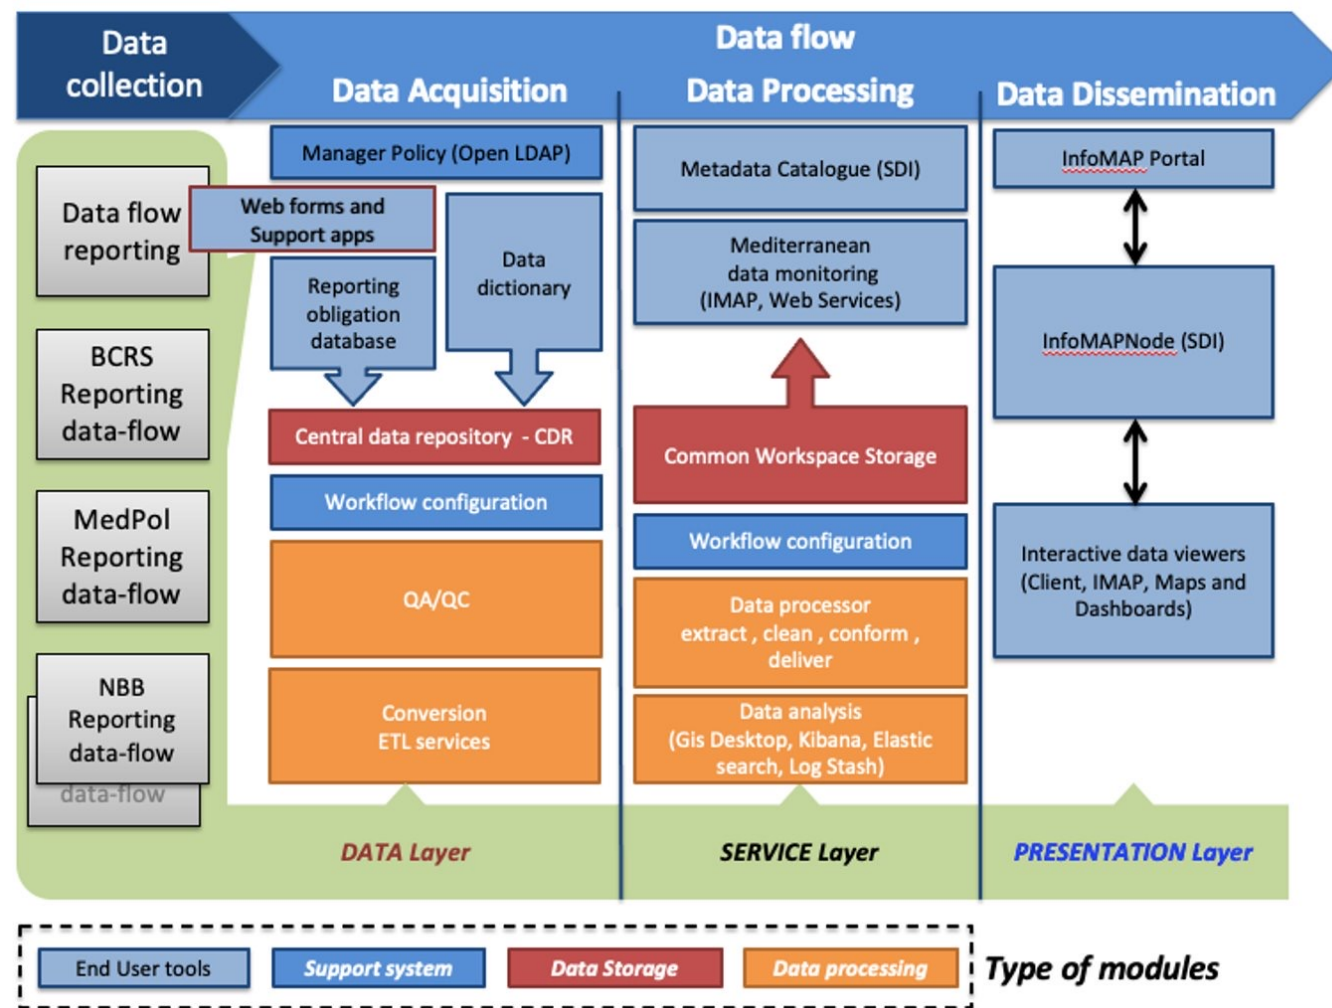 Data
collection
Data flow
Data Acquisition
Data Processing
Data Dissemination
Data flow
reporting
BCRS
Reporting
data-flow
MedPol
Reporting
data-flow
NBB
Reporting
data-flow
data-flow
Manager Policy (Open LDAP)
Web forms and
Support apps
Reporting
obligation
database
Data
dictionary
Central data repository - CDR
Workflow configuration
QA/QC
Conversion
ETL services
Metadata Catalogue (SDI)
Mediterranean
data monitoring
(IMAP, Web Services)
Common Workspace Storage
Workflow configuration
Data processor
extract , clean , conform ,
deliver
Data analysis
(Gis Desktop, Kibana, Elastic
search, Log Stash)
InfoMAP Portal
InfoMAPNode (SDI)
Interactive data viewers
(Client, IMAP, Maps and
Dashboards)
DATA Layer
SERVICE Layer
PRESENTATION Layer
End User tools
Support system
Data Storage
Data processing
Type of modules